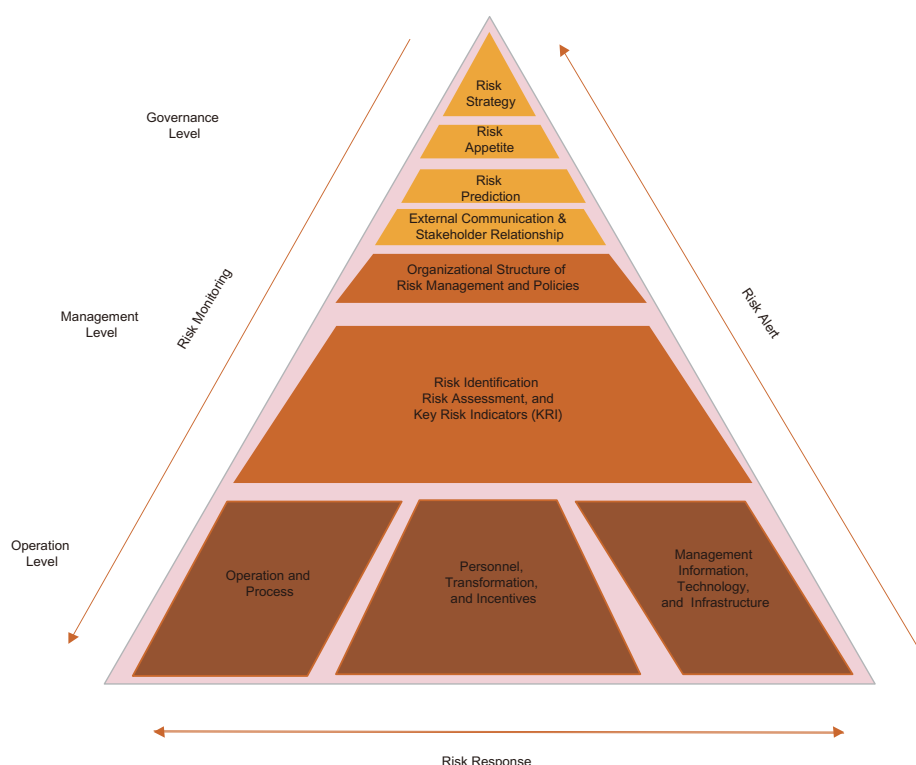 Risk
Strategy
Governance
Level
Risk
Appetite
Risk
Prediction
External Communication &
Stakeholder Relationship
Organizational Structure of
Risk Management and Policies
Management
Level
Risk Monitoring
Risk Alert
Risk Identification
Risk Assessment, and
Key Risk Indicators (KRI)
Operation
Level
Operation and
Process
Personnel,
Transformation,
and Incentives
Management
Information,
Technology,
and Infrastructure
Risk Response